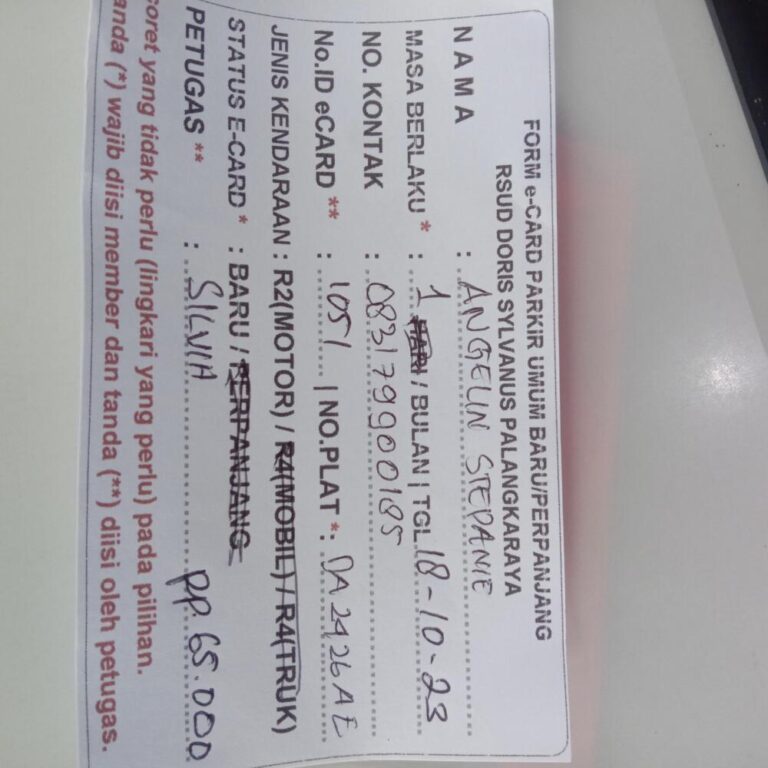 FORM e-CARD PARKIR UMUM BARU/PERPANJANG
RSUD DORIS SYLVANUS PALANGKARAYA
NAMA : ANGELIN STEPANIE
MASA BERLAKU * : 1 HARI / BULAN | TGL 18-10-23
NO. KONTAK : 083179900185
No.ID eCARD ** : 1051 | NO.PLAT *: DA 2426 AE
JENIS KENDARAAN : R2(MOTOR) / R4(MOBIL) / R4(TRUK)
STATUS E-CARD * : BARU / PERPANJANG
PETUGAS ** : SILVIA pp. 65.000
coret yang tidak perlu (lingkari yang perlu) pada pilihan.
anda (*) wajib diisi member dan tanda (**) diisi oleh petugas.